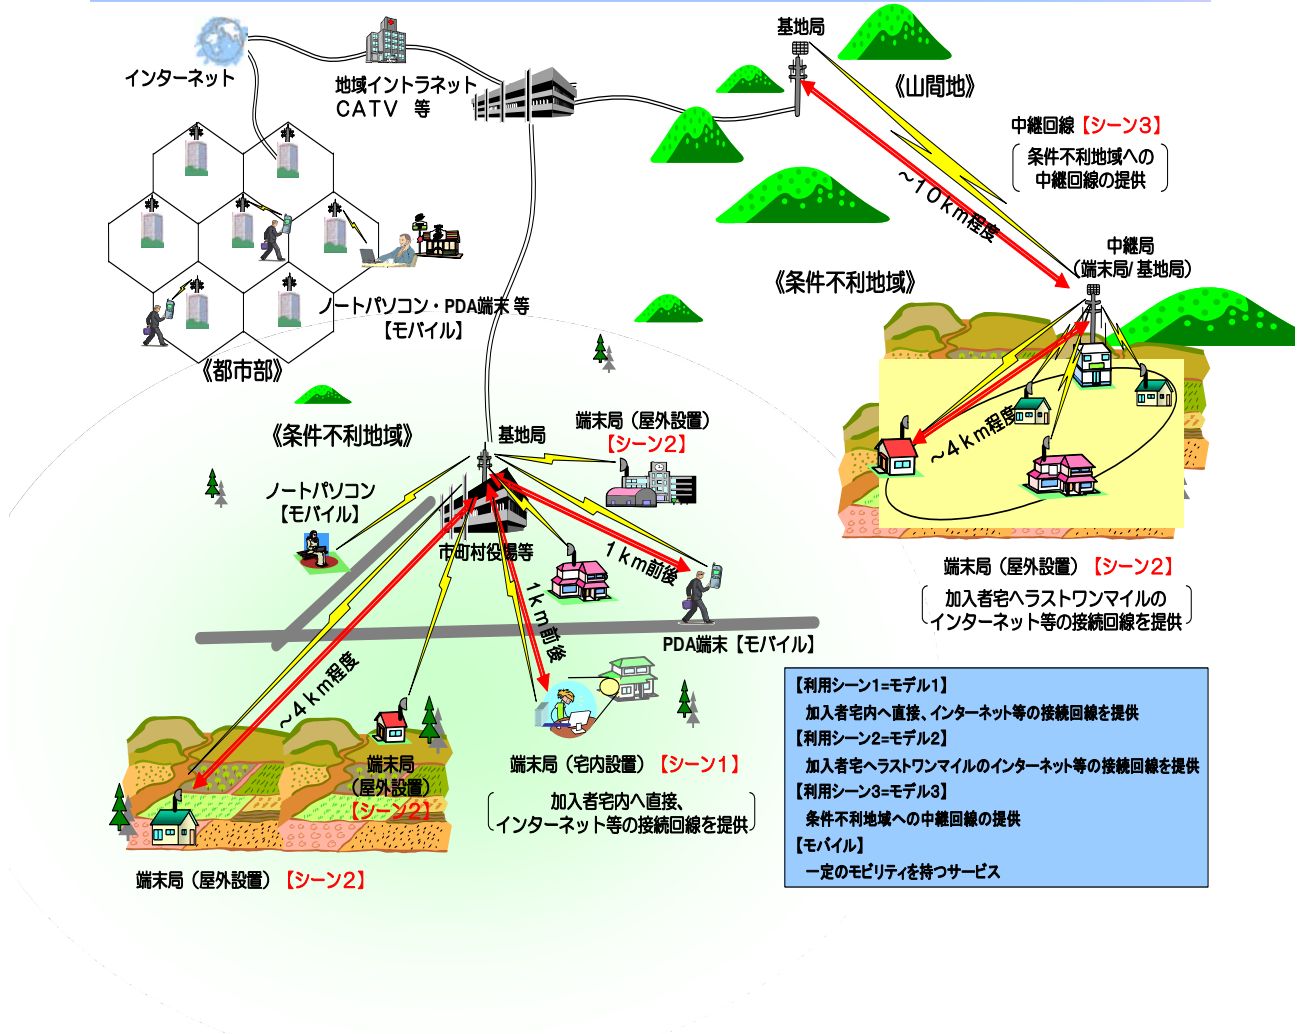 基地局
インターネット
地域イントラネット
CATV 等
《山間地》
中継回線【シーン3】
条件不利地域への
中継回線の提供
~10km程度
中継局
(端末局/基地局)
《条件不利地域》
ノートパソコン・PDA端末 等
【モバイル】
《都市部》
《条件不利地域》
基地局
端末局(屋外設置)
【シーン2】
~4km程度
ノートパソコン
【モバイル】
市町村役場等
1km前後
1km前後
端末局(屋外設置)【シーン2】
加入者宅へラストワンマイルの
インターネット等の接続回線を提供
PDA端末【モバイル】
~4km程度
端末局
(屋外設置)
【シーン2】
端末局(宅内設置)【シーン1】
加入者宅内へ直接、
インターネット等の接続回線を提供
端末局(屋外設置)【シーン2】
【利用シーン1=モデル1】
加入者宅内へ直接、インターネット等の接続回線を提供
【利用シーン2=モデル2】
加入者宅へラストワンマイルのインターネット等の接続回線を提供
【利用シーン3=モデル3】
条件不利地域への中継回線の提供
【モバイル】
一定のモビリティを持つサービス